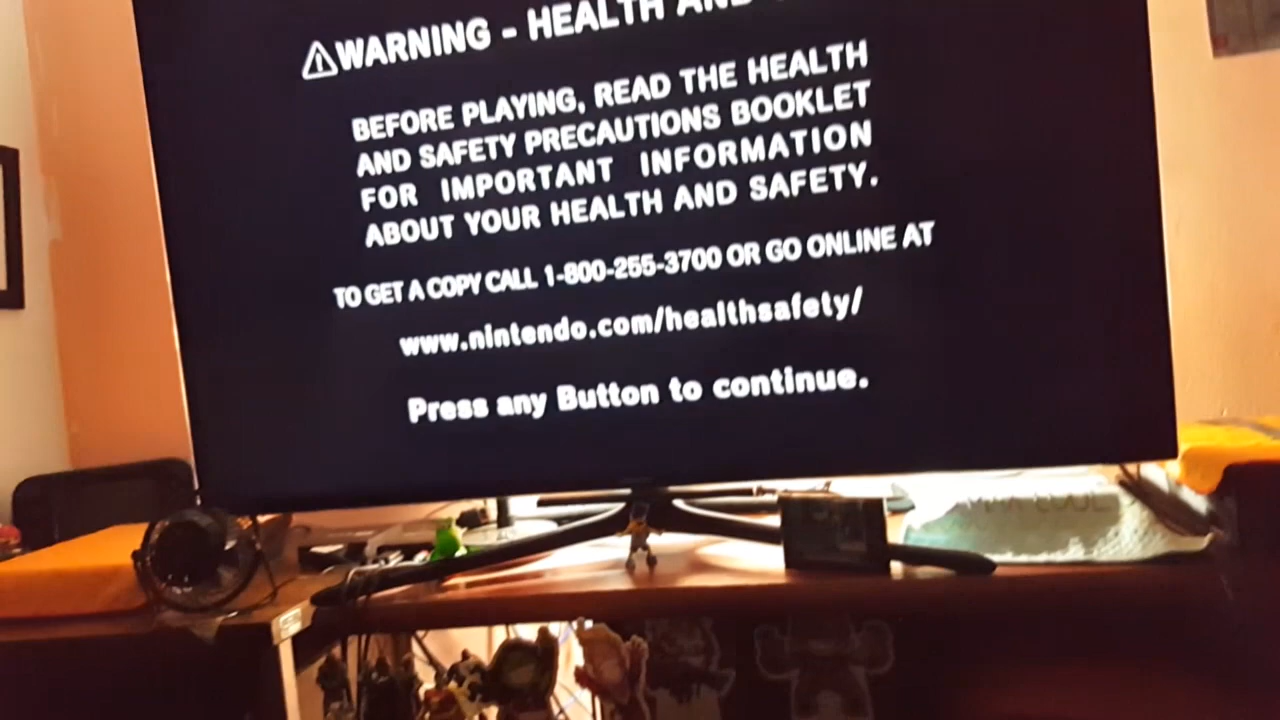 ⚠WARNING - HEALTH AND
BEFORE PLAYING, READ THE HEALTH
AND SAFETY PRECAUTIONS BOOKLET
FOR IMPORTANT INFORMATION
ABOUT YOUR HEALTH AND SAFETY.
TO GET A COPY CALL 1-800-255-3700 OR GO ONLINE AT
www.nintendo.com/healthsafety/
Press any Button to continue.